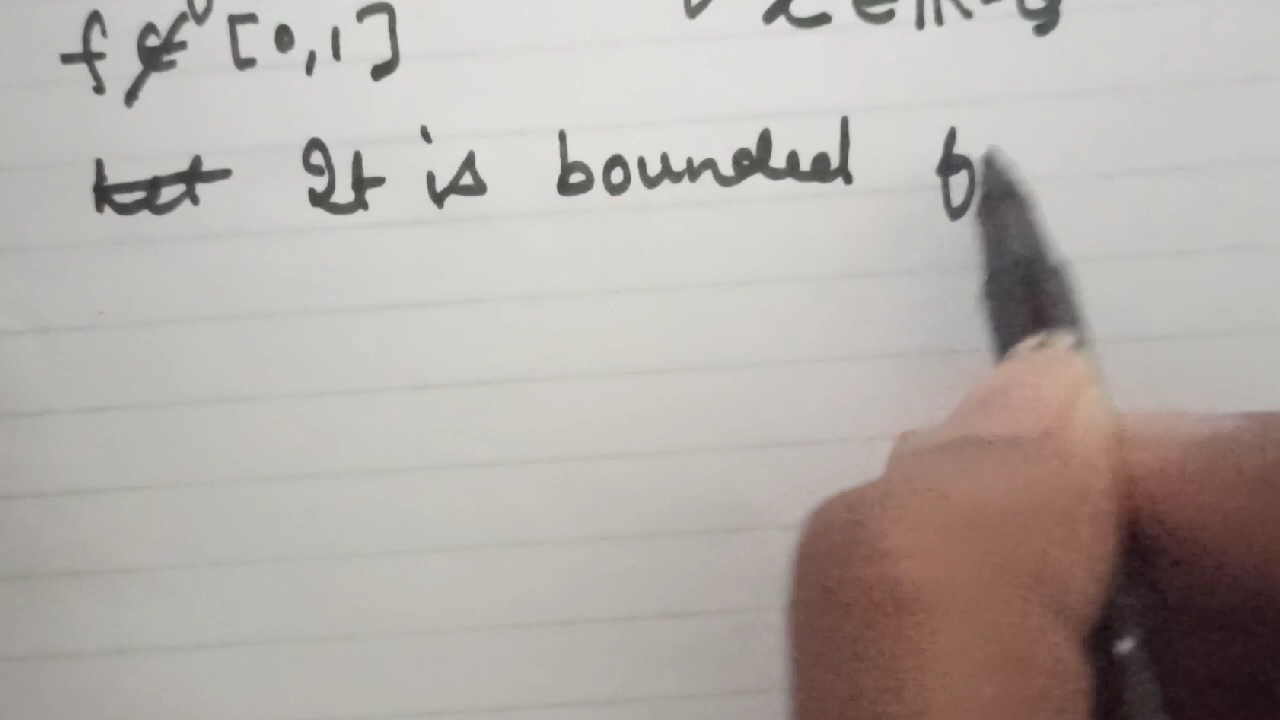 f ∉ [0,1] x ∈ ℝ-Q
It is bounded